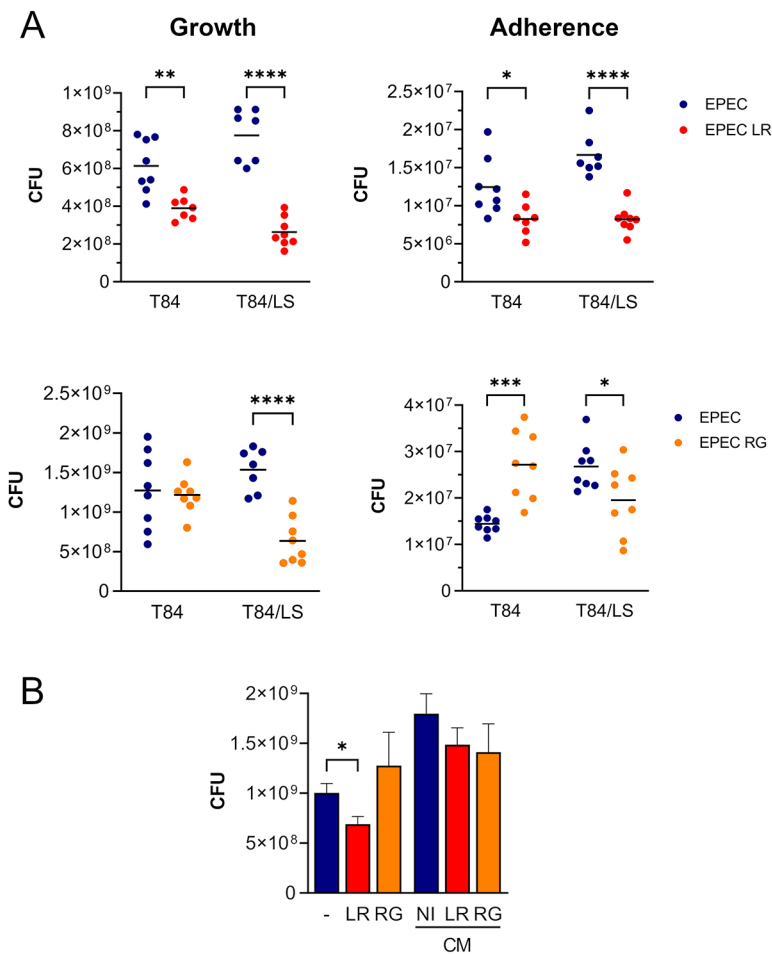 A
Growth
Adherence
** ****
* ****
CFU
1×10⁹
8×10⁸
6×10⁸
4×10⁸
2×10⁸
0
T84 T84/LS
CFU
2.5×10⁷
2×10⁷
1.5×10⁷
1×10⁷
5×10⁶
0
T84 T84/LS
EPEC
EPEC LR
****
*** *
CFU
2.5×10⁹
2×10⁹
1.5×10⁹
1×10⁹
5×10⁸
0
T84 T84/LS
CFU
4×10⁷
3×10⁷
2×10⁷
1×10⁷
0
T84 T84/LS
EPEC
EPEC RG
B
*
CFU
2×10⁹
1.5×10⁹
1×10⁹
5×10⁸
0
- LR RG NI LR RG
CM